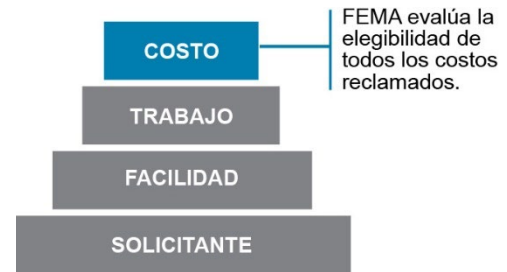 COSTO
FEMA evalúa la
elegibilidad de
todos los costos
reclamados.
TRABAJO
FACILIDAD
SOLICITANTE